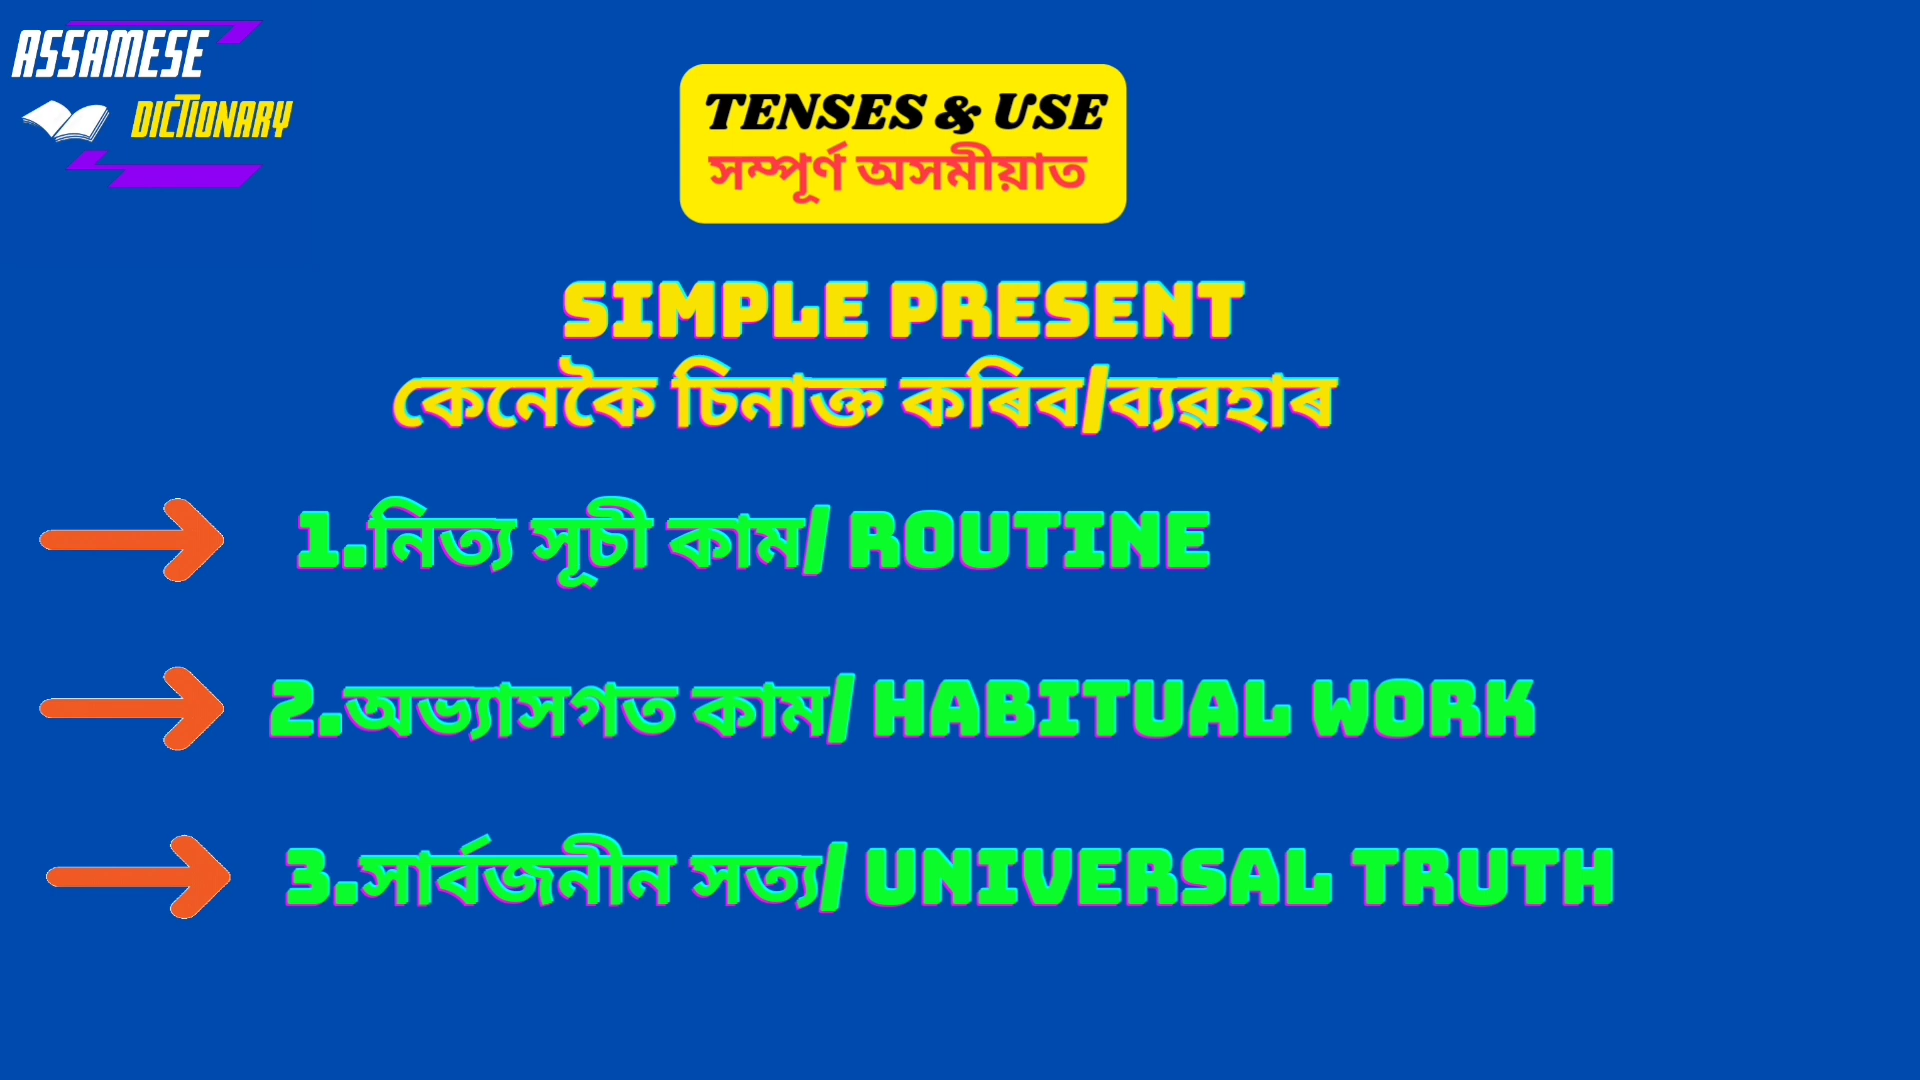 ASSAMESE
DICTIONARY
TENSES & USE
সম্পূৰ্ণ অসমীয়াত
SIMPLE PRESENT
কেনেকৈ চিনাক্ত কৰিব/ব্যৱহাৰ
1.নিত্য সূচী কাম/ ROUTINE
2.অভ্যাসগত কাম/ HABITUAL WORK
3.সাৰ্বজনীন সত্য/ UNIVERSAL TRUTH